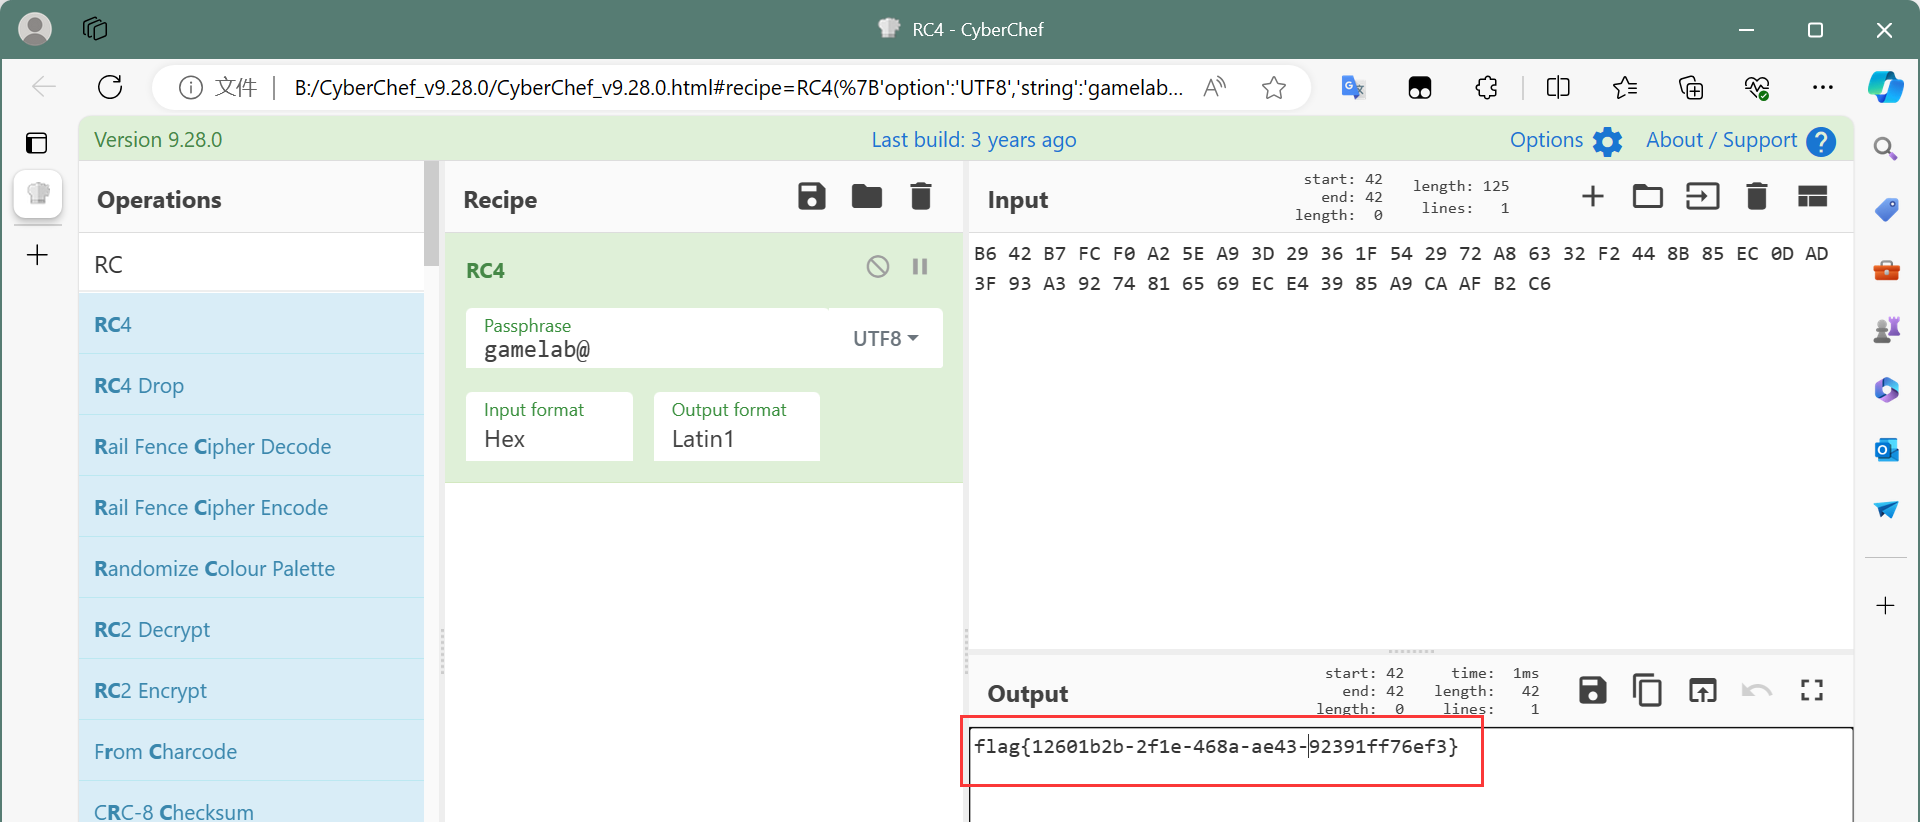 RC4 - CyberChef
文件
B:/CyberChef_v9.28.0/CyberChef_v9.28.0.html#recipe=RC4(%7B'option':'UTF8','string':'gamelab...
Version 9.28.0
Last build: 3 years ago
Options
About / Support
Operations
RC
RC4
RC4 Drop
Rail Fence Cipher Decode
Rail Fence Cipher Encode
Randomize Colour Palette
RC2 Decrypt
RC2 Encrypt
From Charcode
CRC-8 Checksum
Recipe
RC4
Passphrase
gamelab@
UTF8
Input format
Hex
Output format
Latin1
Input
start: 42
end: 42
length: 0
length: 125
lines: 1
B6 42 B7 FC F0 A2 5E A9 3D 29 36 1F 54 29 72 A8 63 32 F2 44 8B 85 EC 0D AD
3F 93 A3 92 74 81 65 69 EC E4 39 85 A9 CA AF B2 C6
Output
start: 42
end: 42
length: 0
time: 1ms
length: 42
lines: 1
flag{12601b2b-2f1e-468a-ae43-92391ff76ef3}